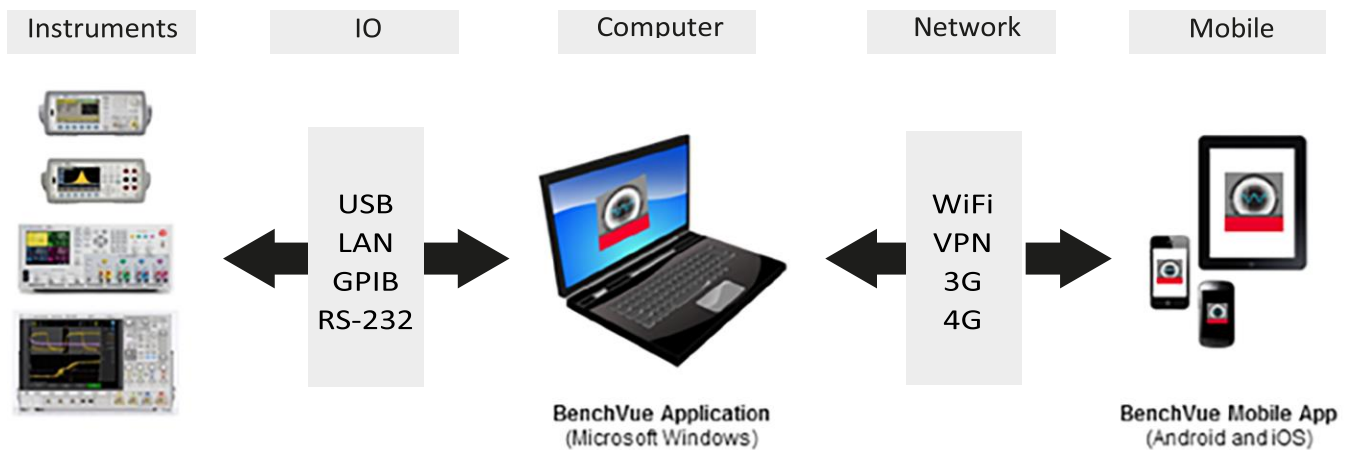 Instruments
IO
Computer
Network
Mobile
USB
LAN
GPIB
RS-232
WiFi
VPN
3G
4G
BenchVue Application
(Microsoft Windows)
BenchVue Mobile App
(Android and iOS)